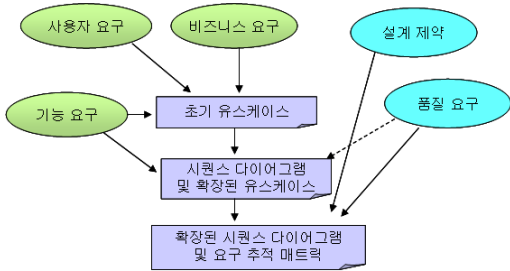 사용자 요구
비즈니스 요구
설계 제약
기능 요구
초기 유스케이스
품질 요구
시퀀스 다이어그램
및 확장된 유스케이스
확장된 시퀀스 다이어그램
및 요구 추적 매트릭